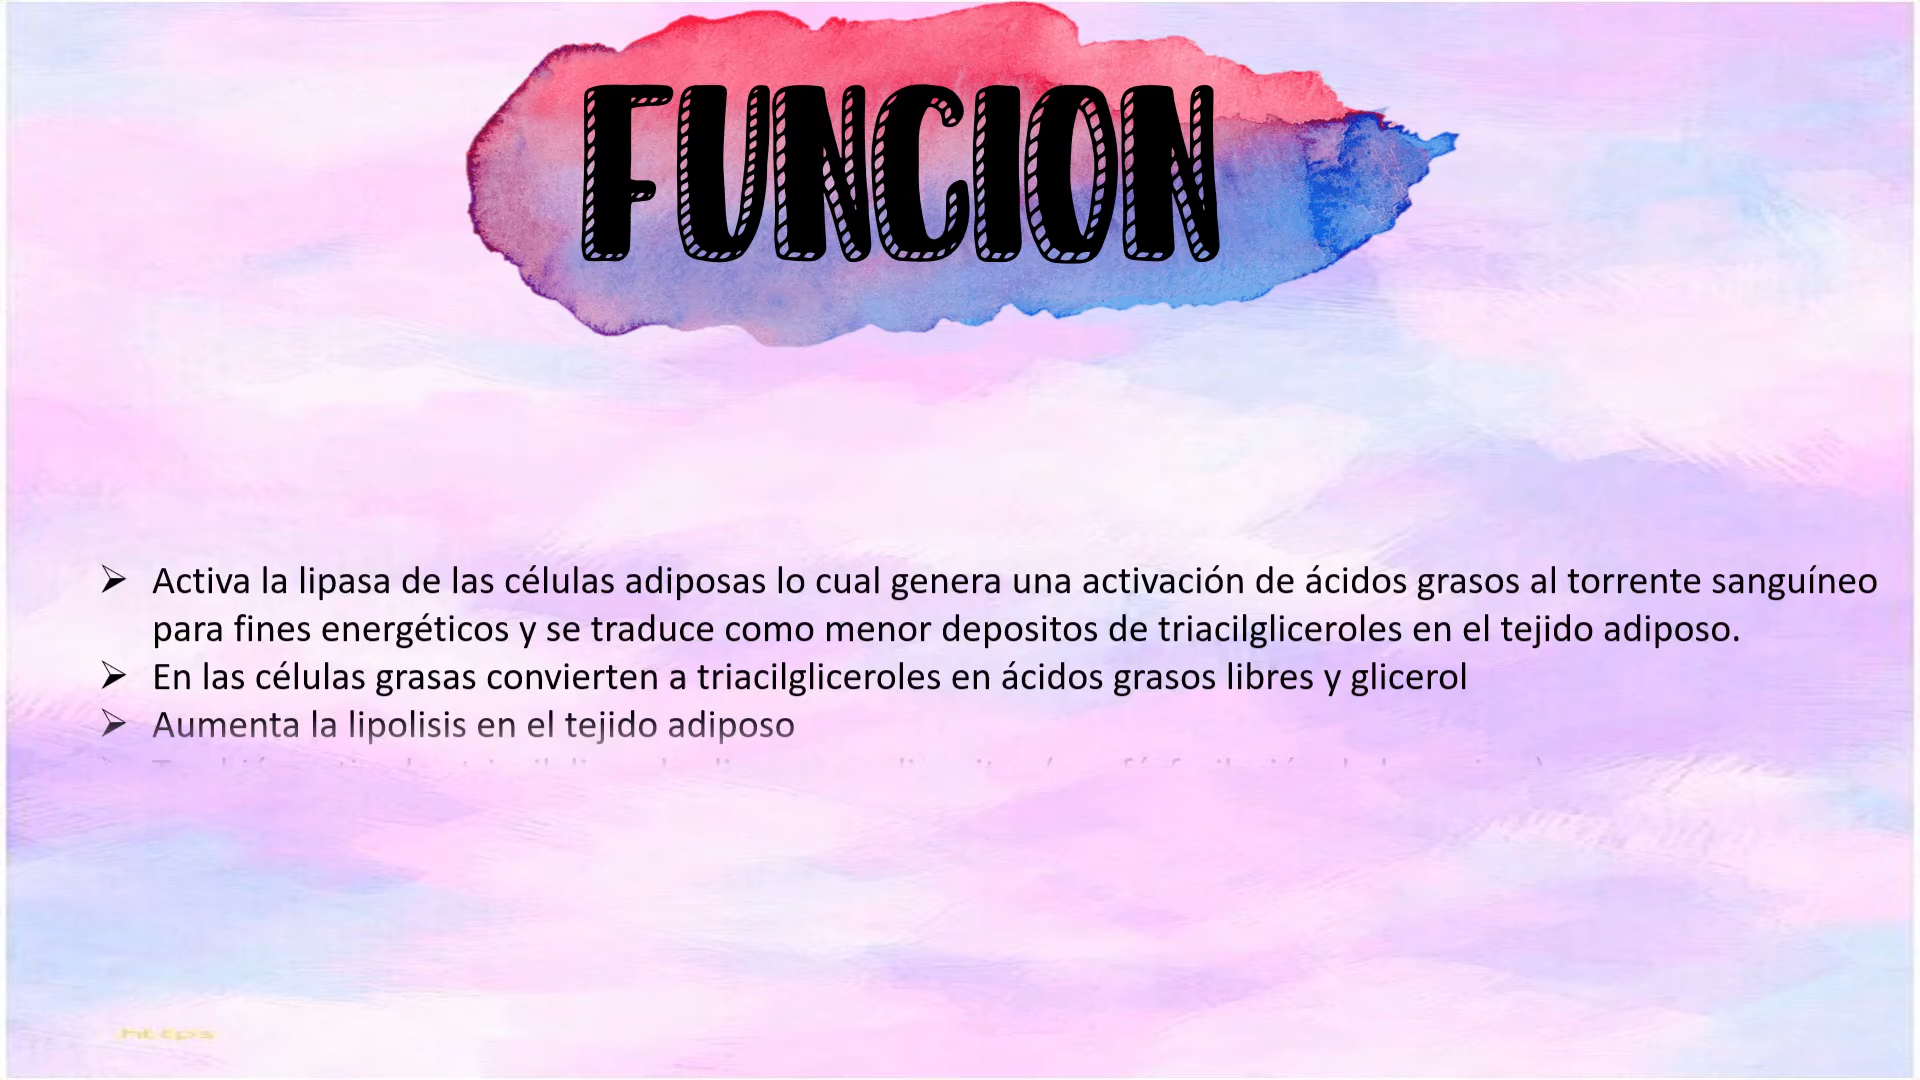 FUNCION
Activa la lipasa de las células adiposas lo cual genera una activación de ácidos grasos al torrente sanguíneo
para fines energéticos y se traduce como menor depositos de triacilgliceroles en el tejido adiposo.
En las células grasas convierten a triacilgliceroles en ácidos grasos libres y glicerol
Aumenta la lipolisis en el tejido adiposo
https